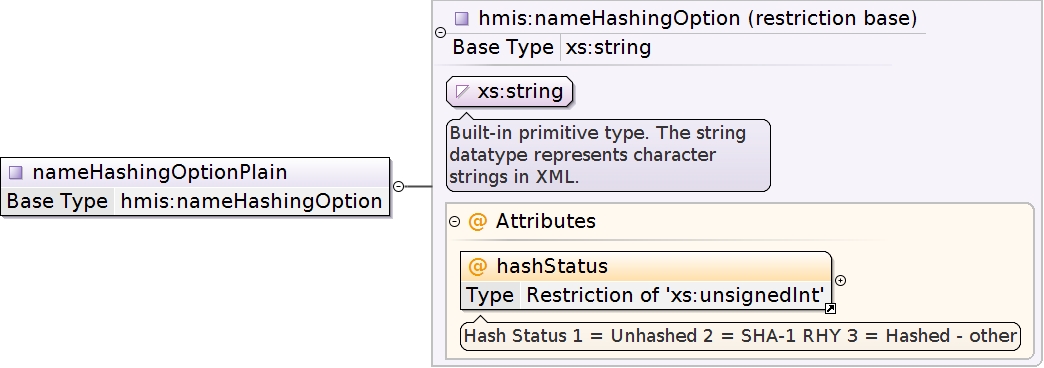 hmis:nameHashingOption (restriction base)
Base Type xs:string
xs:string
Built-in primitive type. The string
datatype represents character
strings in XML.
nameHashingOptionPlain
Base Type hmis:nameHashingOption
@ Attributes
@ hashStatus
Type Restriction of 'xs:unsignedInt'
Hash Status 1 = Unhashed 2 = SHA-1 RHY 3 = Hashed - other